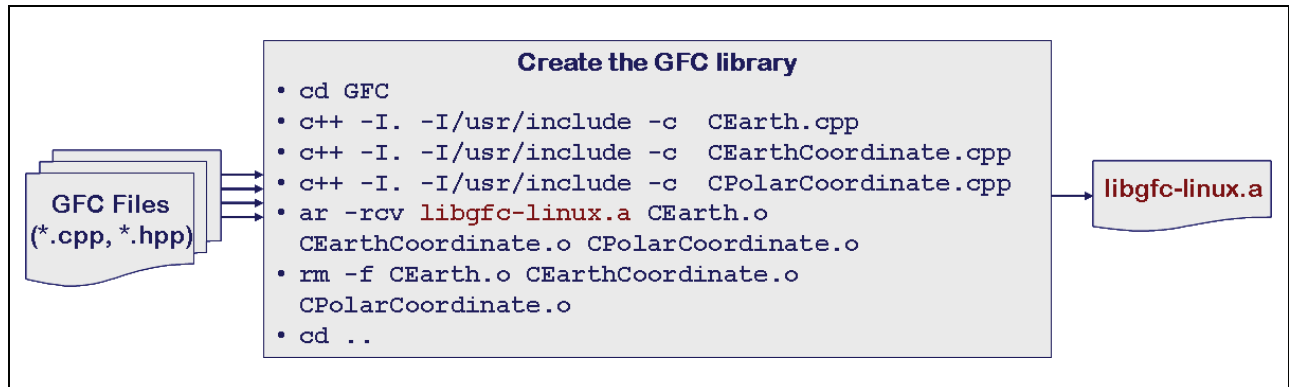 GFC Files
(*.cpp, *.hpp)
Create the GFC library
• cd GFC
• c++ -I. -I/usr/include -c  CEarth.cpp
• c++ -I. -I/usr/include -c  CEarthCoordinate.cpp
• c++ -I. -I/usr/include -c  CPolarCoordinate.cpp
• ar -rcv libgfc-linux.a CEarth.o
CEarthCoordinate.o CPolarCoordinate.o
• rm -f CEarth.o CEarthCoordinate.o
CPolarCoordinate.o
• cd ..
libgfc-linux.a